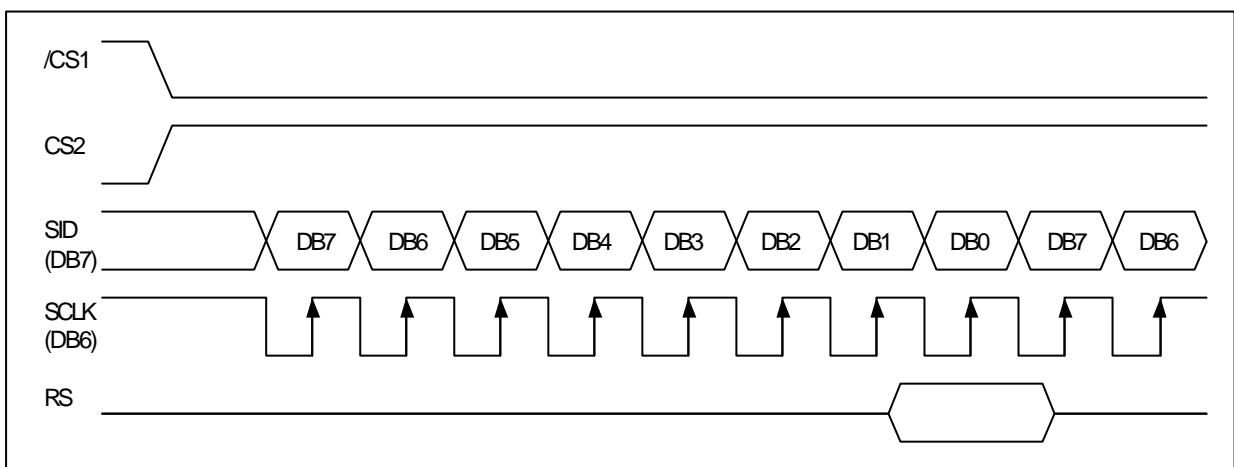 /CS1
CS2
SID
(DB7)
DB7 DB6 DB5 DB4 DB3 DB2 DB1 DB0 DB7 DB6
SCLK
(DB6)
RS